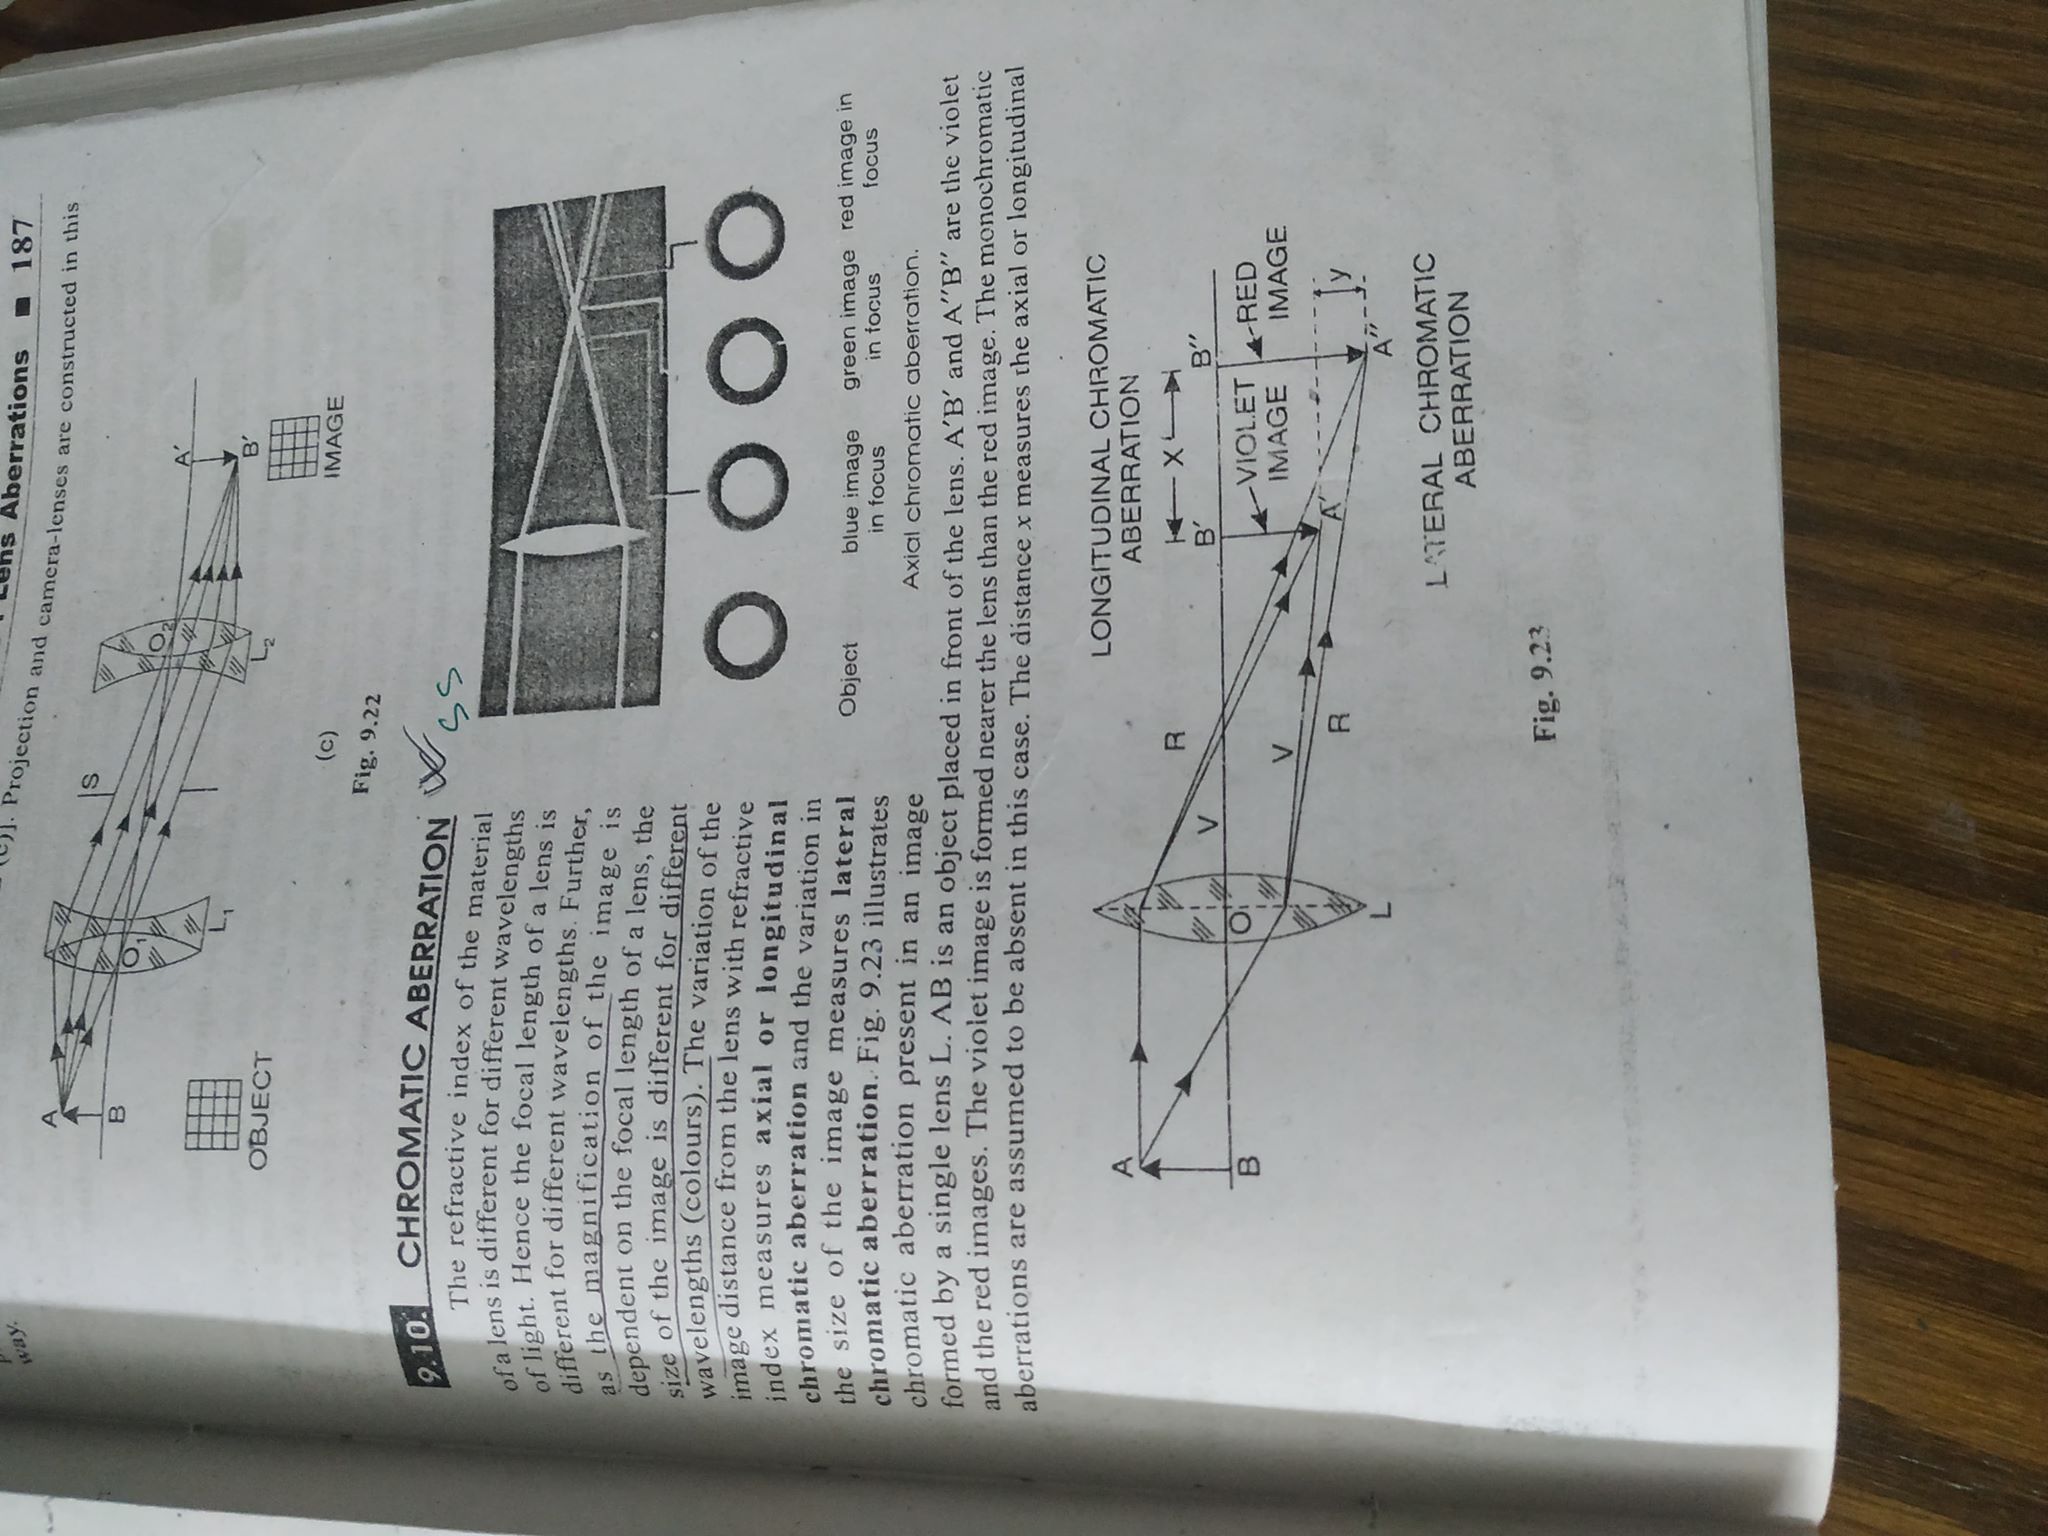 Lens Aberrations ■ 187
way.
Projection and camera-lenses are constructed in this
A
B
O1
L1
S
O2
L2
A'
B'
OBJECT
IMAGE
(c)
Fig. 9.22
9.10. CHROMATIC ABERRATION
SS
The refractive index of the material
of a lens is different for different wavelengths
of light. Hence the focal length of a lens is
different for different wavelengths. Further,
as the magnification of the image is
dependent on the focal length of a lens, the
size of the image is different for different
wavelengths (colours). The variation of the
image distance from the lens with refractive
index measures axial or longitudinal
chromatic aberration and the variation in
the size of the image measures lateral
chromatic aberration. Fig. 9.23 illustrates
chromatic aberration present in an image
Object
blue image
in focus
green image
in focus
red image in
focus
Axial chromatic aberration.
formed by a single lens L. AB is an object placed in front of the lens. A'B' and A''B'' are the violet
and the red images. The violet image is formed nearer the lens than the red image. The monochromatic
aberrations are assumed to be absent in this case. The distance x measures the axial or longitudinal
LONGITUDINAL CHROMATIC
ABERRATION
X
A
B
O
L
R
V
V
R
B'
B''
VIOLET
IMAGE
RED
IMAGE
A'
A''
y
LATERAL CHROMATIC
ABERRATION
Fig. 9.23